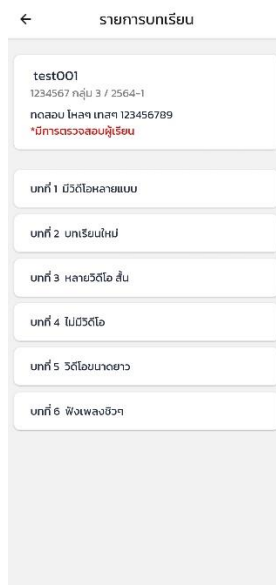 รายการบทเรียน
test001
1234567 กลุ่ม 3 / 2564-1
ทดสอบ โหลๆ เทสๆ 123456789
*มีการตรวจสอบผู้เรียน
บทที่ 1 มีวิดีโอหลายแบบ
บทที่ 2 บทเรียนใหม่
บทที่ 3 หลายวิดีโอ สั้น
บทที่ 4 ไม่มีวิดีโอ
บทที่ 5 วิดีโอขนาดยาว
บทที่ 6 ฟังเพลงชิวๆ